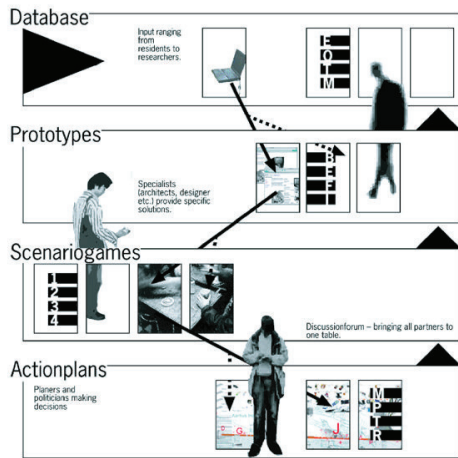 Database
Input ranging
from
residents to
researchers.
E
O
T
M
Prototypes
Specialists
(architects, designer
etc.) provide specific
solutions.
B
Scenariogames
1
2
3
4
Discussionforum – bringing all partners to
one table.
Actionplans
Planers and
politicians making
decisions
G.
J
M
P
T
R